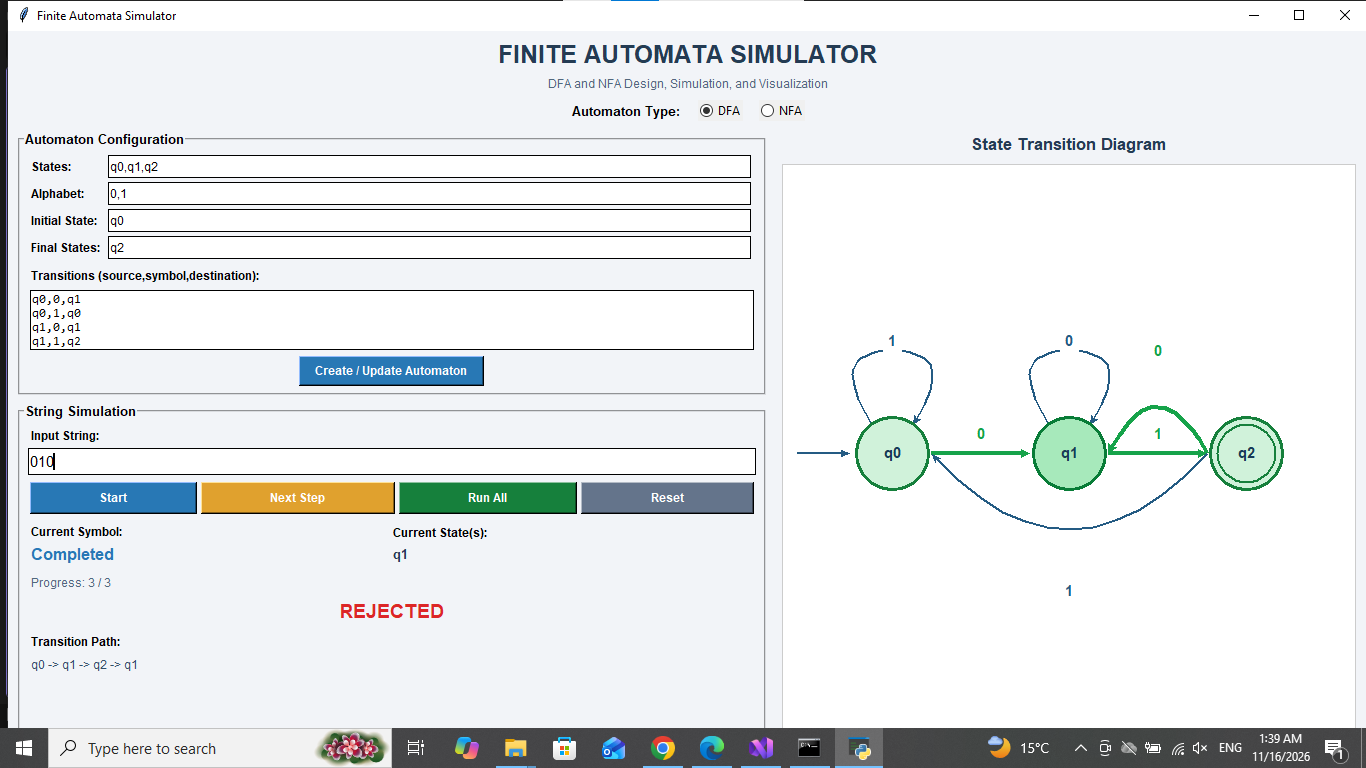 Finite Automata Simulator
FINITE AUTOMATA SIMULATOR
DFA and NFA Design, Simulation, and Visualization
Automaton Type: DFA NFA
Automaton Configuration
States: q0,q1,q2
Alphabet: 0,1
Initial State: q0
Final States: q2
Transitions (source,symbol,destination):
q0,0,q1
q0,1,q0
q1,0,q1
q1,1,q2
Create / Update Automaton
String Simulation
Input String:
010
Start Next Step Run All Reset
Current Symbol: Current State(s):
Completed q1
Progress: 3 / 3
REJECTED
Transition Path:
q0 -> q1 -> q2 -> q1
State Transition Diagram
1 0 0
0 1
q0 q1 q2
1
Type here to search
15°C
ENG
1:39 AM
11/16/2026
1